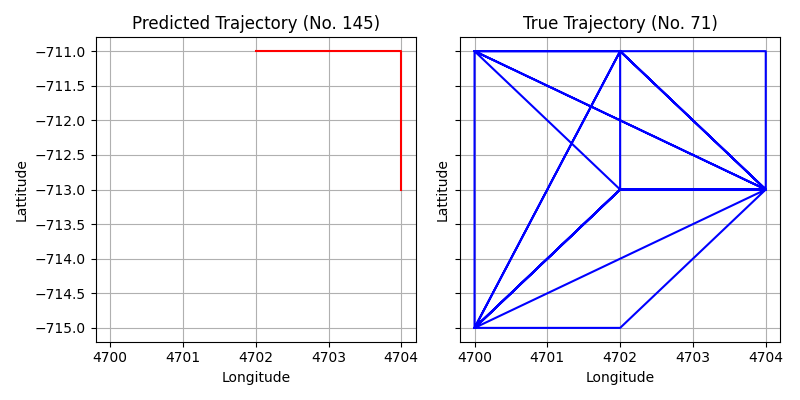 Predicted Trajectory (No. 145)
True Trajectory (No. 71)
−711.0
−711.5
−712.0
−712.5
−713.0
−713.5
−714.0
−714.5
−715.0
Lattitude
Lattitude
4700 4701 4702 4703 4704
4700 4701 4702 4703 4704
Longitude
Longitude